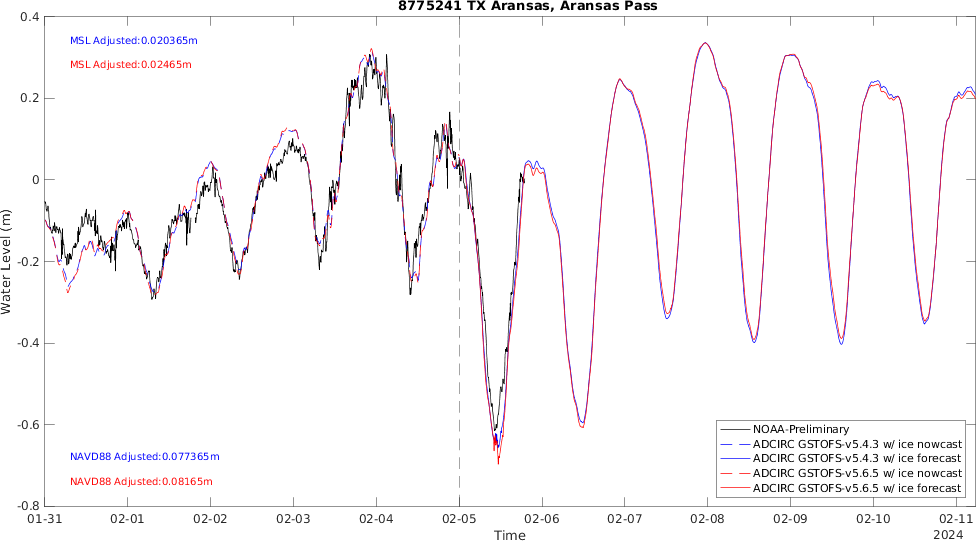 8775241 TX Aransas, Aransas Pass
0.4
0.2
0
-0.2
-0.4
-0.6
-0.8
Water Level (m)
MSL Adjusted:0.020365m
MSL Adjusted:0.02465m
NAVD88 Adjusted:0.077365m
NAVD88 Adjusted:0.08165m
NOAA-Preliminary
ADCIRC GSTOFS-v5.4.3 w/ ice nowcast
ADCIRC GSTOFS-v5.4.3 w/ ice forecast
ADCIRC GSTOFS-v5.6.5 w/ ice nowcast
ADCIRC GSTOFS-v5.6.5 w/ ice forecast
01-31 02-01 02-02 02-03 02-04 02-05 02-06 02-07 02-08 02-09 02-10 02-11
Time
2024